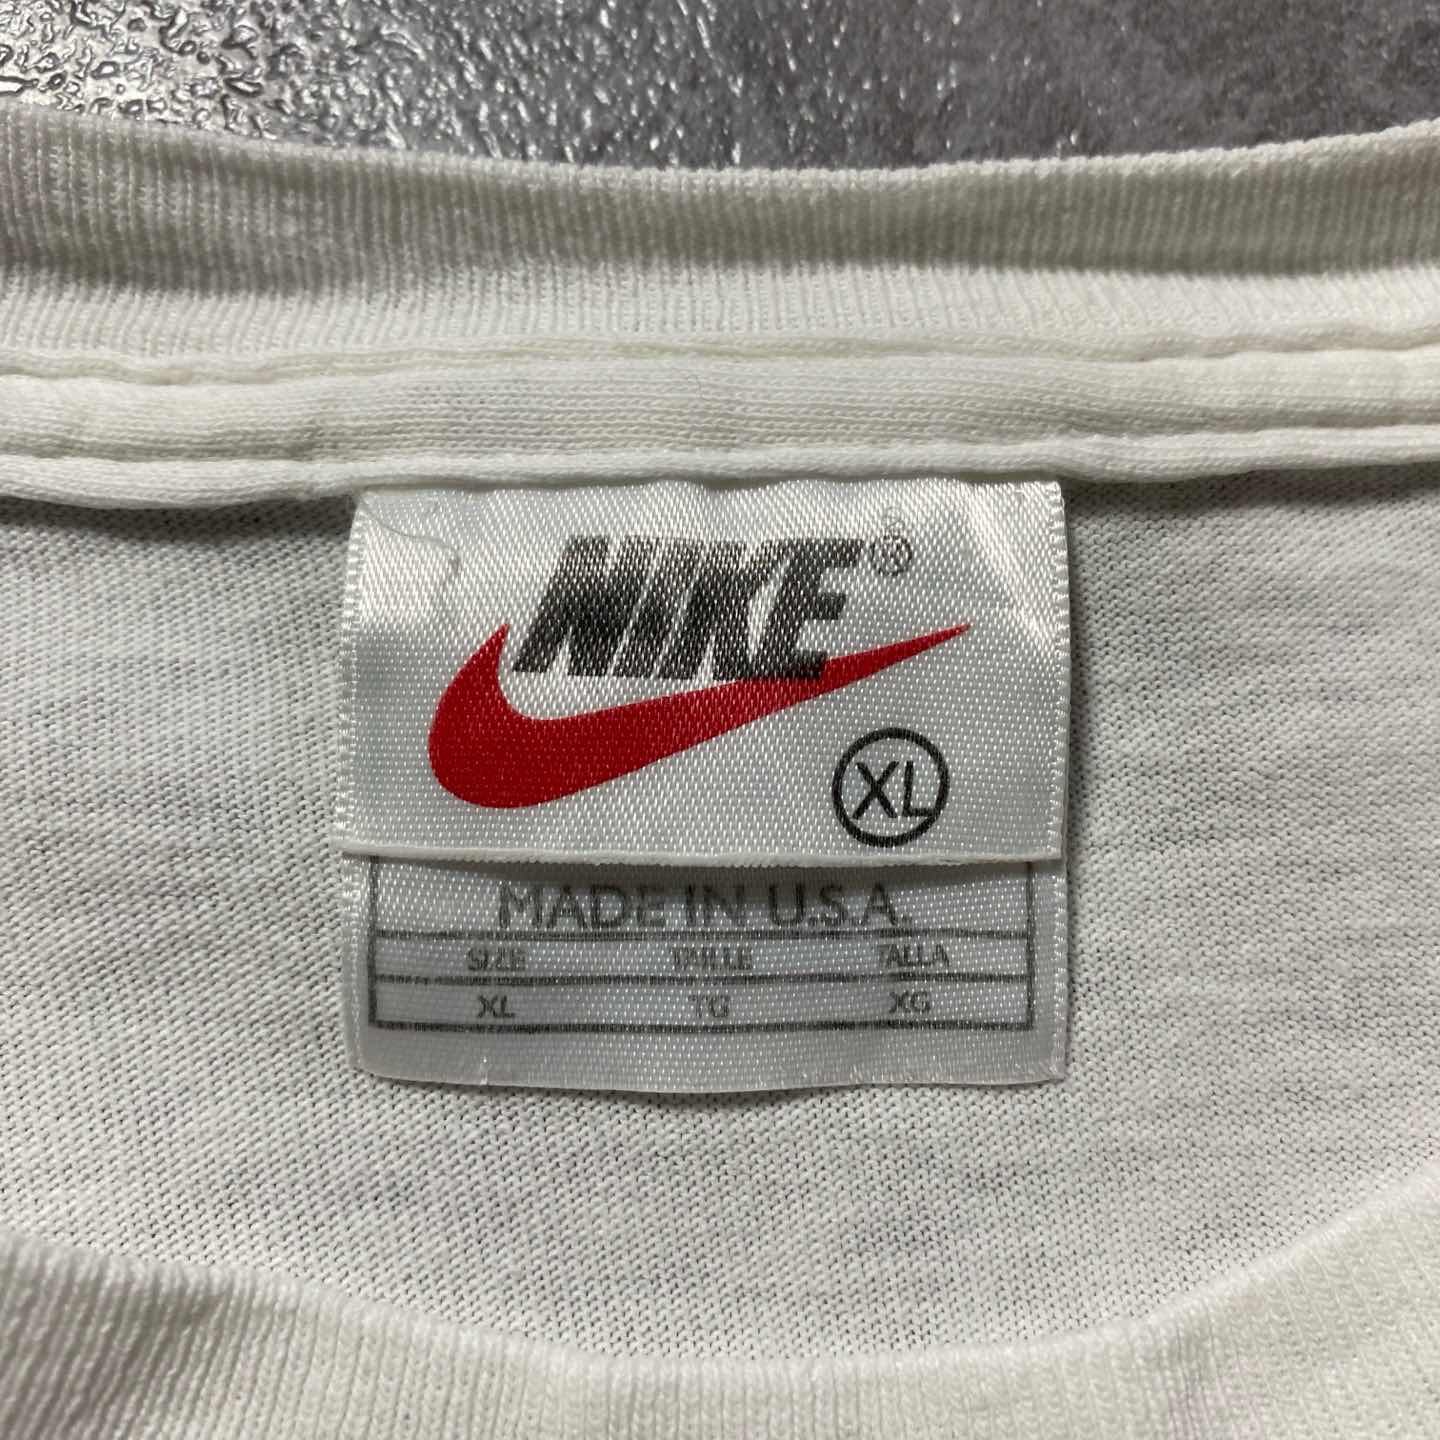 NIKE®
XL
MADE IN U.S.A.
SIZE TAILLE TALLA
XL TG XG